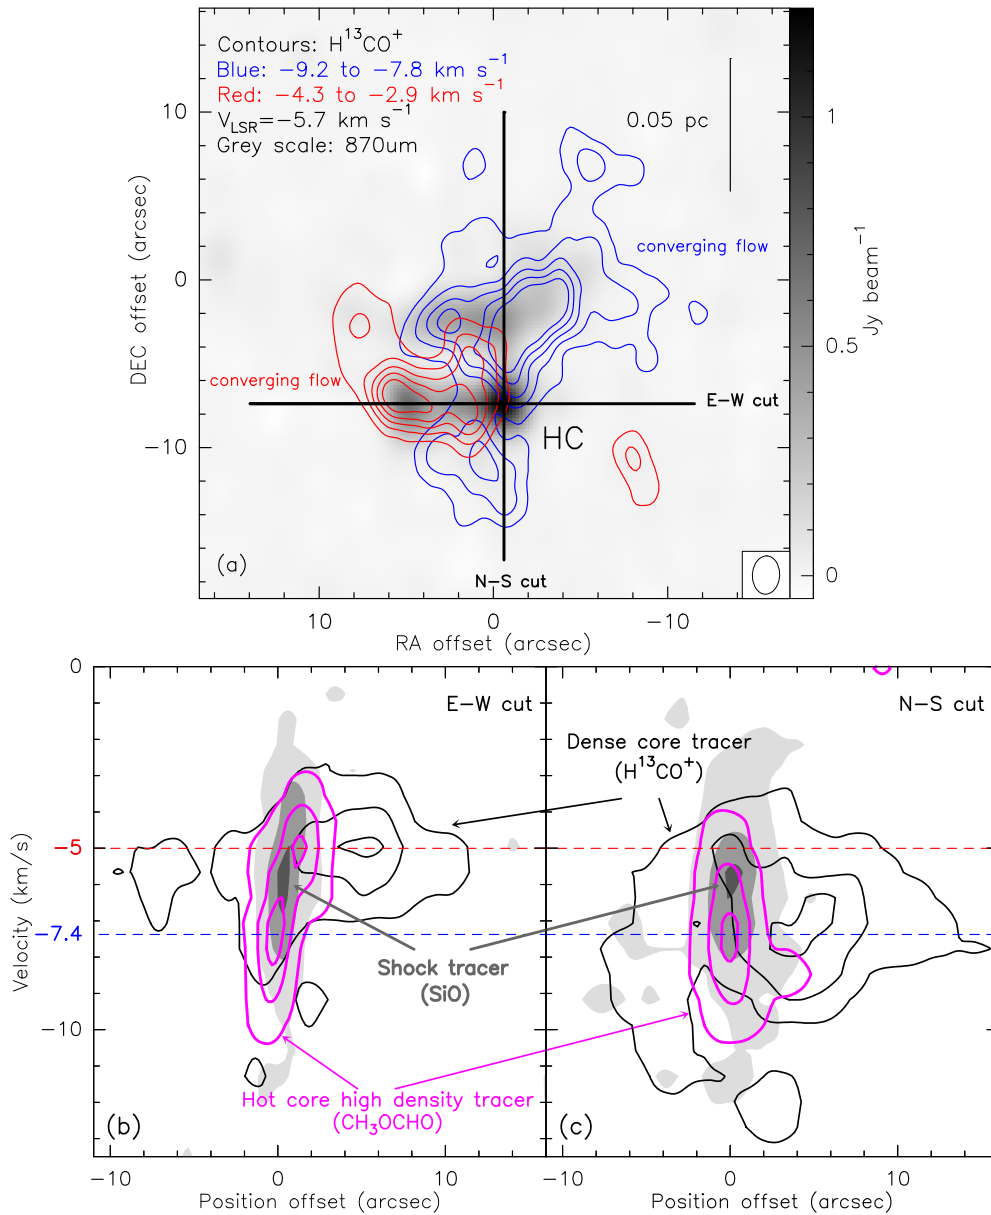 Contours: H¹³CO⁺
Blue: −9.2 to −7.8 km s⁻¹
Red: −4.3 to −2.9 km s⁻¹
V_LSR=−5.7 km s⁻¹
Grey scale: 870um
0.05 pc
converging flow
converging flow
E−W cut
HC
N−S cut
(a)
10
0
−10
DEC offset (arcsec)
10
0
−10
RA offset (arcsec)
1
0.5
0
Jy beam⁻¹
0
−5
−7.4
−10
Velocity (km/s)
E−W cut
N−S cut
Dense core tracer
(H¹³CO⁺)
Shock tracer
(SiO)
Hot core high density tracer
(CH₃OCHO)
(b)
(c)
−10
0
10
Position offset (arcsec)
−10
0
10
Position offset (arcsec)